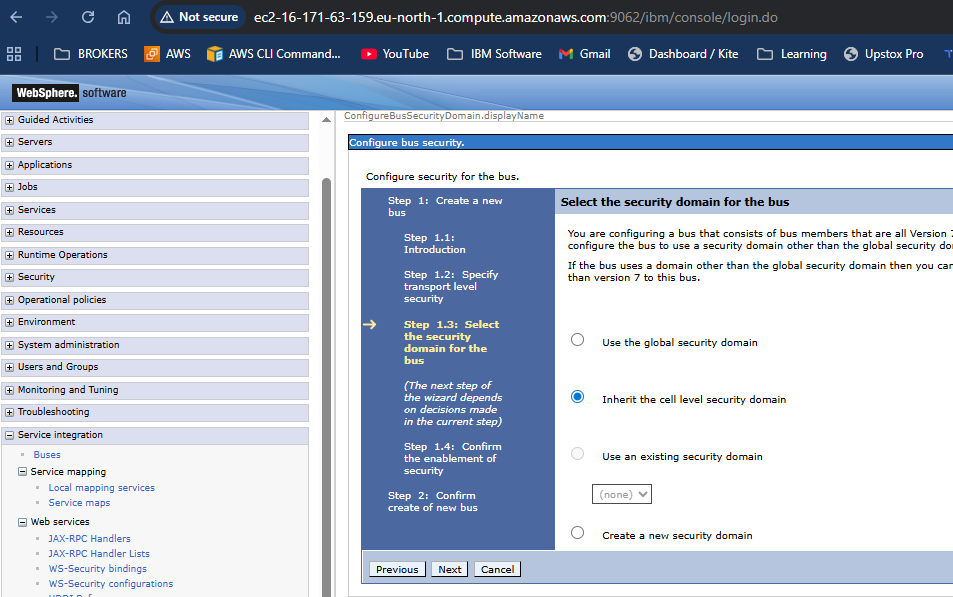 Not secure
ec2-16-171-63-159.eu-north-1.compute.amazonaws.com:9062/ibm/console/login.do
BROKERS
AWS
AWS CLI Command...
YouTube
IBM Software
Gmail
Dashboard / Kite
Learning
Upstox Pro
WebSphere. software
Guided Activities
Servers
Applications
Jobs
Services
Resources
Runtime Operations
Security
Operational policies
Environment
System administration
Users and Groups
Monitoring and Tuning
Troubleshooting
Service integration
Buses
Service mapping
Local mapping services
Service maps
Web services
JAX-RPC Handlers
JAX-RPC Handler Lists
WS-Security bindings
WS-Security configurations
ConfigureBusSecurityDomain.displayName
Configure bus security.
Configure security for the bus.
Step 1: Create a new
bus
Step 1.1:
Introduction
Step 1.2: Specify
transport level
security
Step 1.3: Select
the security
domain for the
bus
(The next step of
the wizard depends
on decisions made
in the current step)
Step 1.4: Confirm
the enablement of
security
Step 2: Confirm
create of new bus
Select the security domain for the bus
You are configuring a bus that consists of bus members that are all Version 7
configure the bus to use a security domain other than the global security
If the bus uses a domain other than the global security domain then you can
than version 7 to this bus.
Use the global security domain
Inherit the cell level security domain
Use an existing security domain
(none)
Create a new security domain
Previous
Next
Cancel